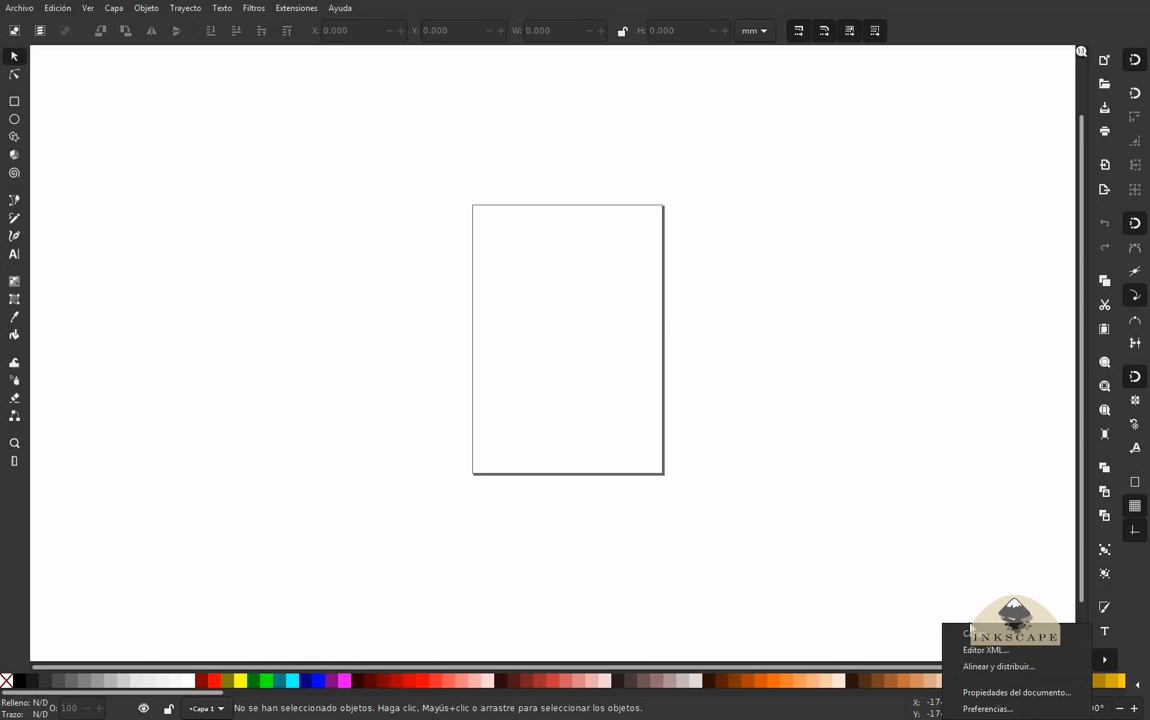 Archivo Edición Ver Capa Objeto Trayecto Texto Filtros Extensiones Ayuda
X: 0.000 Y: 0.000 W: 0.000 H: 0.000 mm
INKSCAPE
Editor XML...
Alinear y distribuir...
Propiedades del documento...
Preferencias...
Relleno: N/D
Trazo: N/D
O: 100
•Capa 1
No se han seleccionado objetos. Haga clic, Mayús+clic o arrastre para seleccionar los objetos.
X:
Y: